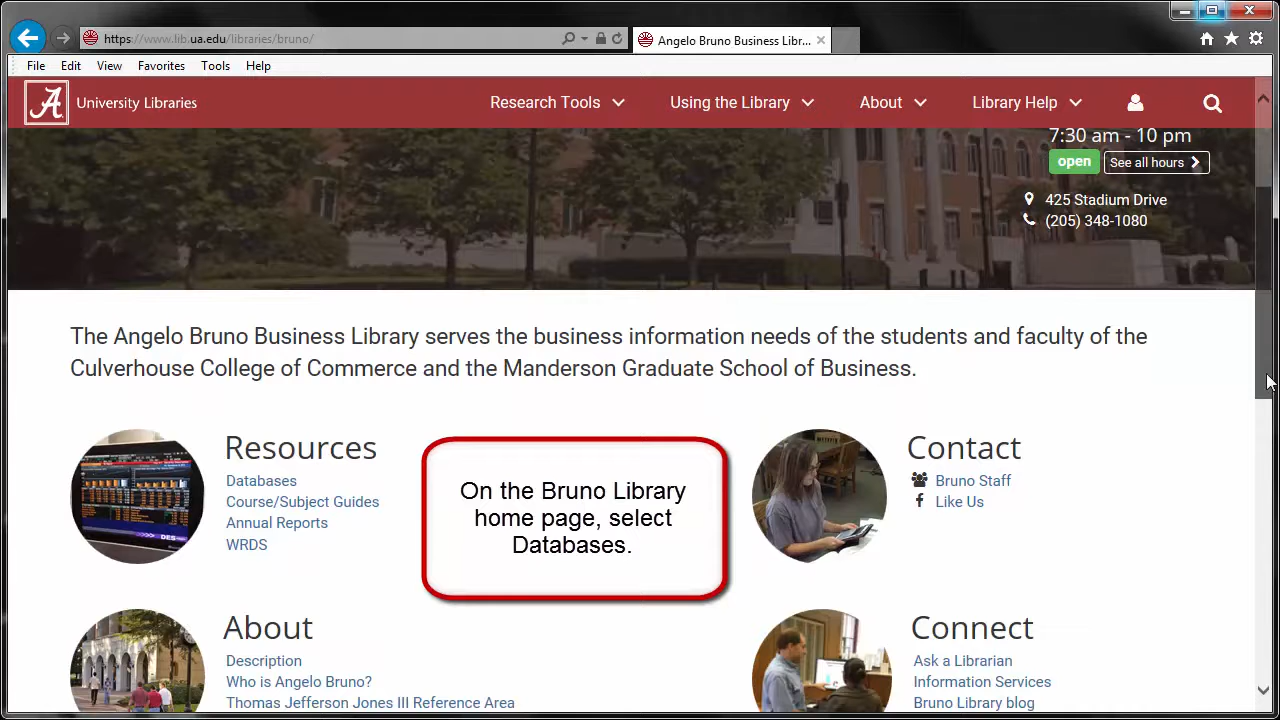 https://www.lib.ua.edu/libraries/bruno/
Angelo Bruno Business Libr...
File Edit View Favorites Tools Help
A University Libraries
Research Tools
Using the Library
About
Library Help
7:30 am - 10 pm
open
See all hours
425 Stadium Drive
(205) 348-1080
The Angelo Bruno Business Library serves the business information needs of the students and faculty of the
Culverhouse College of Commerce and the Manderson Graduate School of Business.
Resources
Databases
Course/Subject Guides
Annual Reports
WRDS
On the Bruno Library
home page, select
Databases.
Contact
Bruno Staff
Like Us
About
Description
Who is Angelo Bruno?
Thomas Jefferson Jones III Reference Area
Connect
Ask a Librarian
Information Services
Bruno Library blog